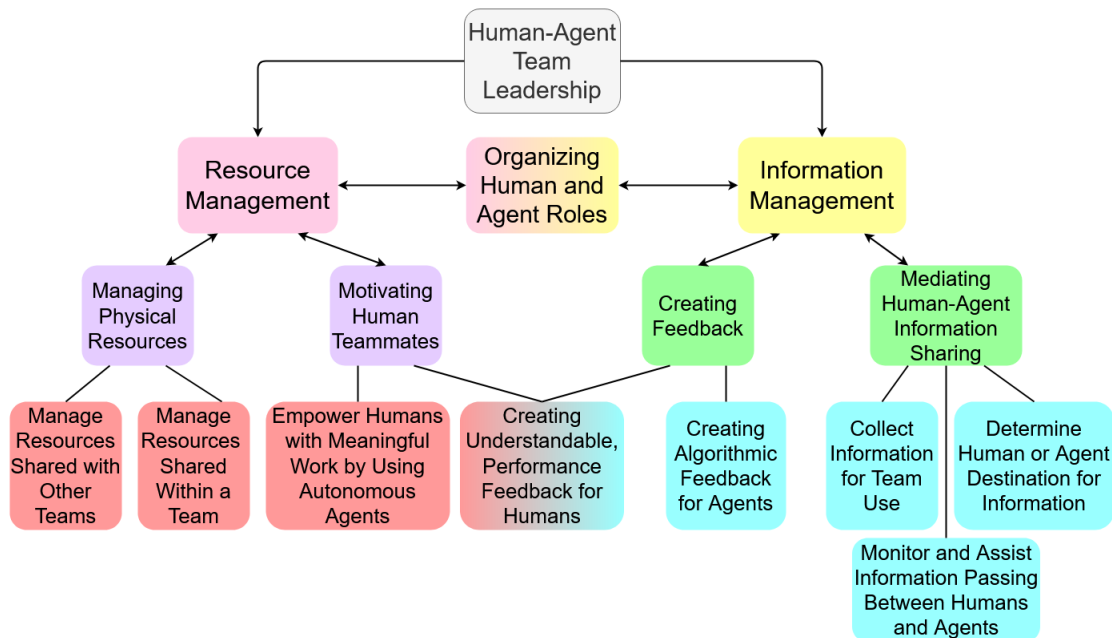 Human-Agent
Team
Leadership
Resource
Management
Organizing
Human and
Agent Roles
Information
Management
Managing
Physical
Resources
Motivating
Human
Teammates
Creating
Feedback
Mediating
Human-Agent
Information
Sharing
Manage
Resources
Shared with
Other
Teams
Manage
Resources
Shared
Within a
Team
Empower Humans
with Meaningful
Work by Using
Autonomous
Agents
Creating
Understandable,
Performance
Feedback for
Humans
Creating
Algorithmic
Feedback
for Agents
Collect
Information
for Team
Use
Determine
Human or Agent
Destination for
Information
Monitor and Assist
Information Passing
Between Humans
and Agents